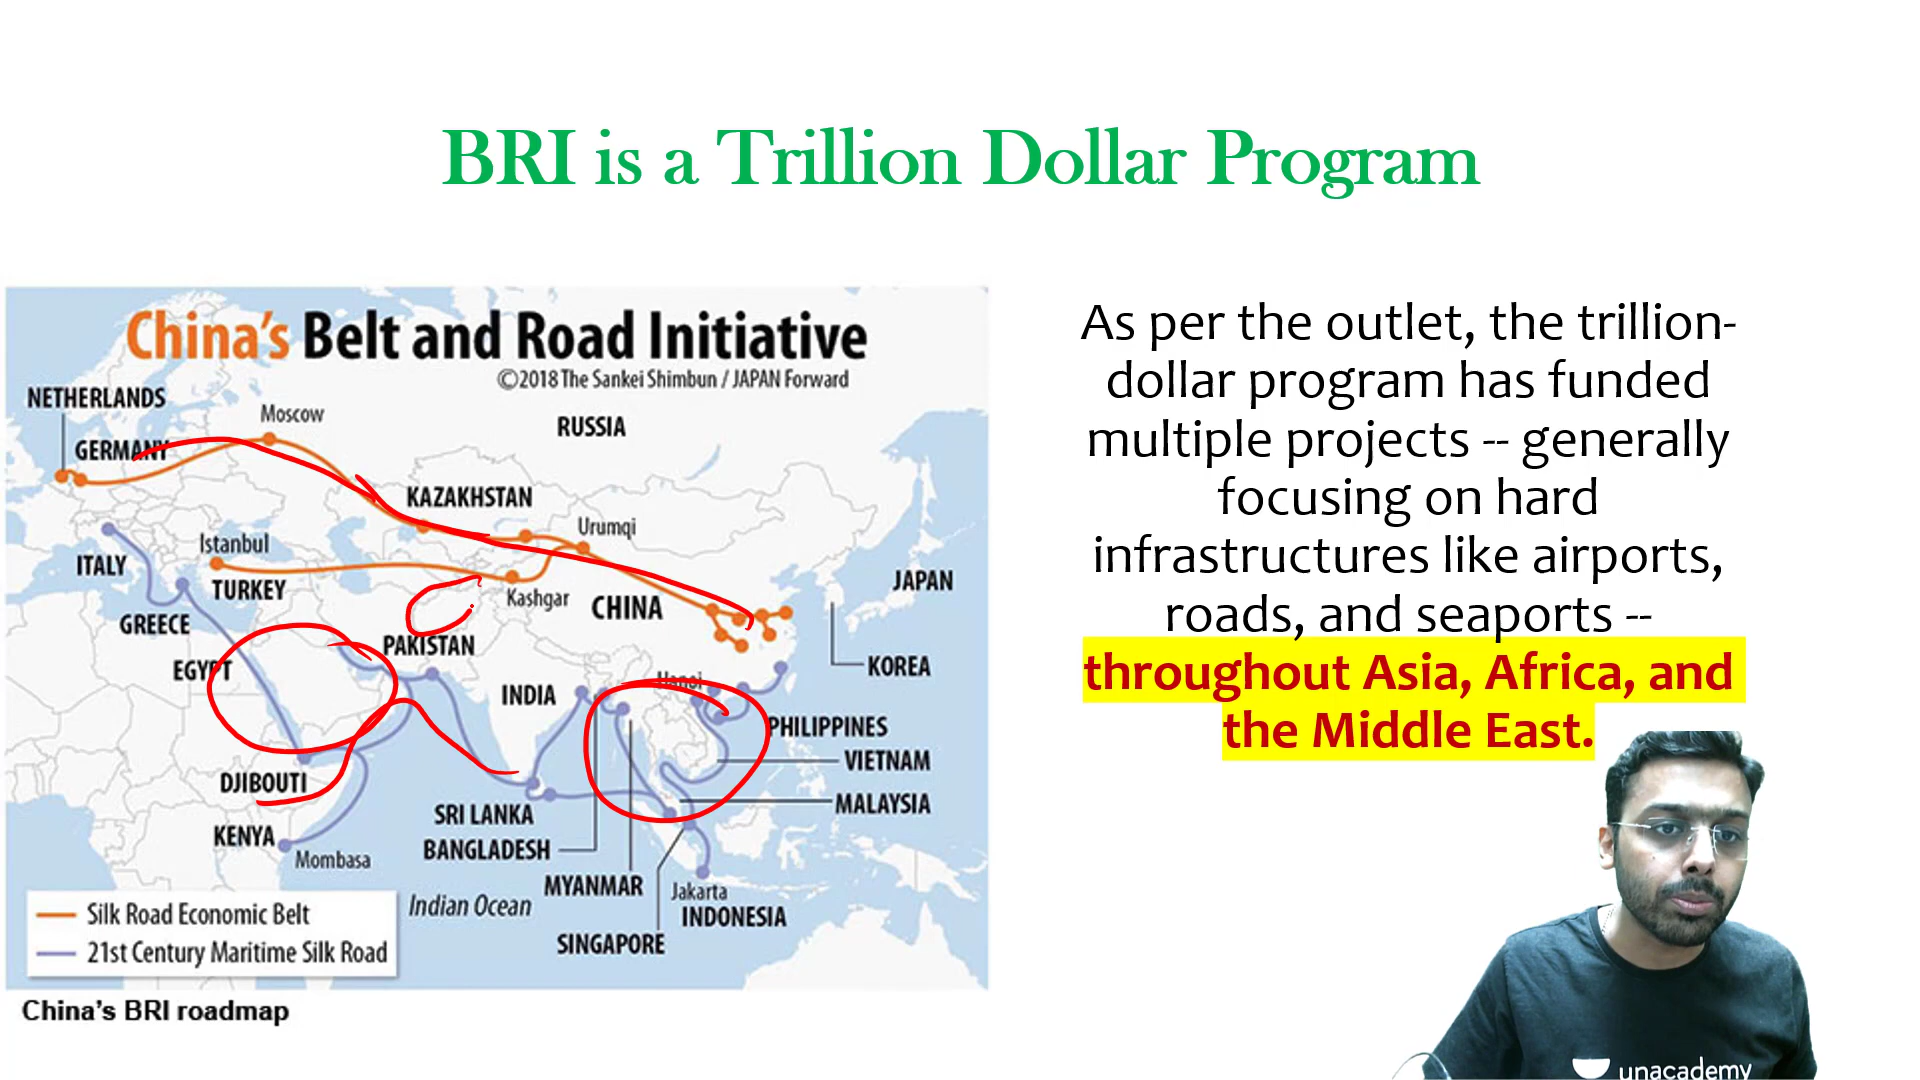 BRI is a Trillion Dollar Program
China's Belt and Road Initiative
©2018 The Sankei Shimbun / JAPAN Forward
NETHERLANDS
Moscow
RUSSIA
GERMANY
KAZAKHSTAN
Urumqi
Istanbul
ITALY
TURKEY
Kashgar
CHINA
JAPAN
GREECE
PAKISTAN
KOREA
EGYPT
INDIA
Hanoi
PHILIPPINES
VIETNAM
DJIBOUTI
MALAYSIA
SRI LANKA
KENYA
BANGLADESH
Mombasa
MYANMAR
Jakarta
Indian Ocean
INDONESIA
SINGAPORE
Silk Road Economic Belt
21st Century Maritime Silk Road
China's BRI roadmap
As per the outlet, the trillion-
dollar program has funded
multiple projects -- generally
focusing on hard
infrastructures like airports,
roads, and seaports --
throughout Asia, Africa, and
the Middle East.
unacademy